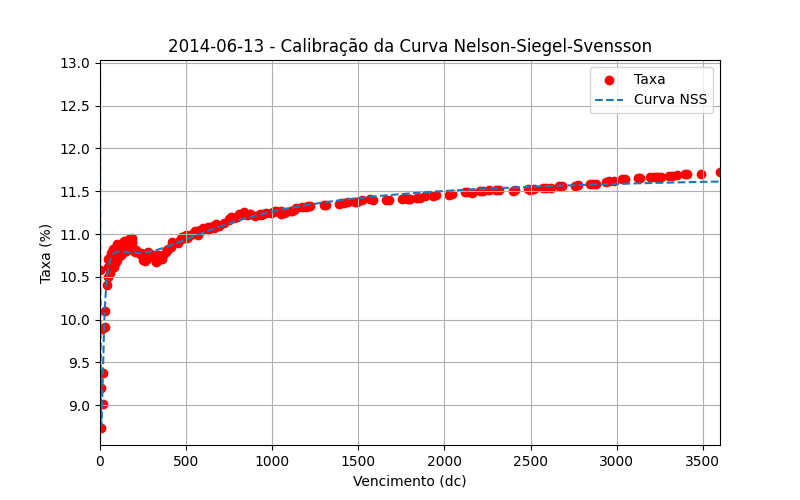 2014-06-13 - Calibração da Curva Nelson-Siegel-Svensson
Taxa
Curva NSS
Taxa (%)
13.0
12.5
12.0
11.5
11.0
10.5
10.0
9.5
9.0
0 500 1000 1500 2000 2500 3000 3500
Vencimento (dc)